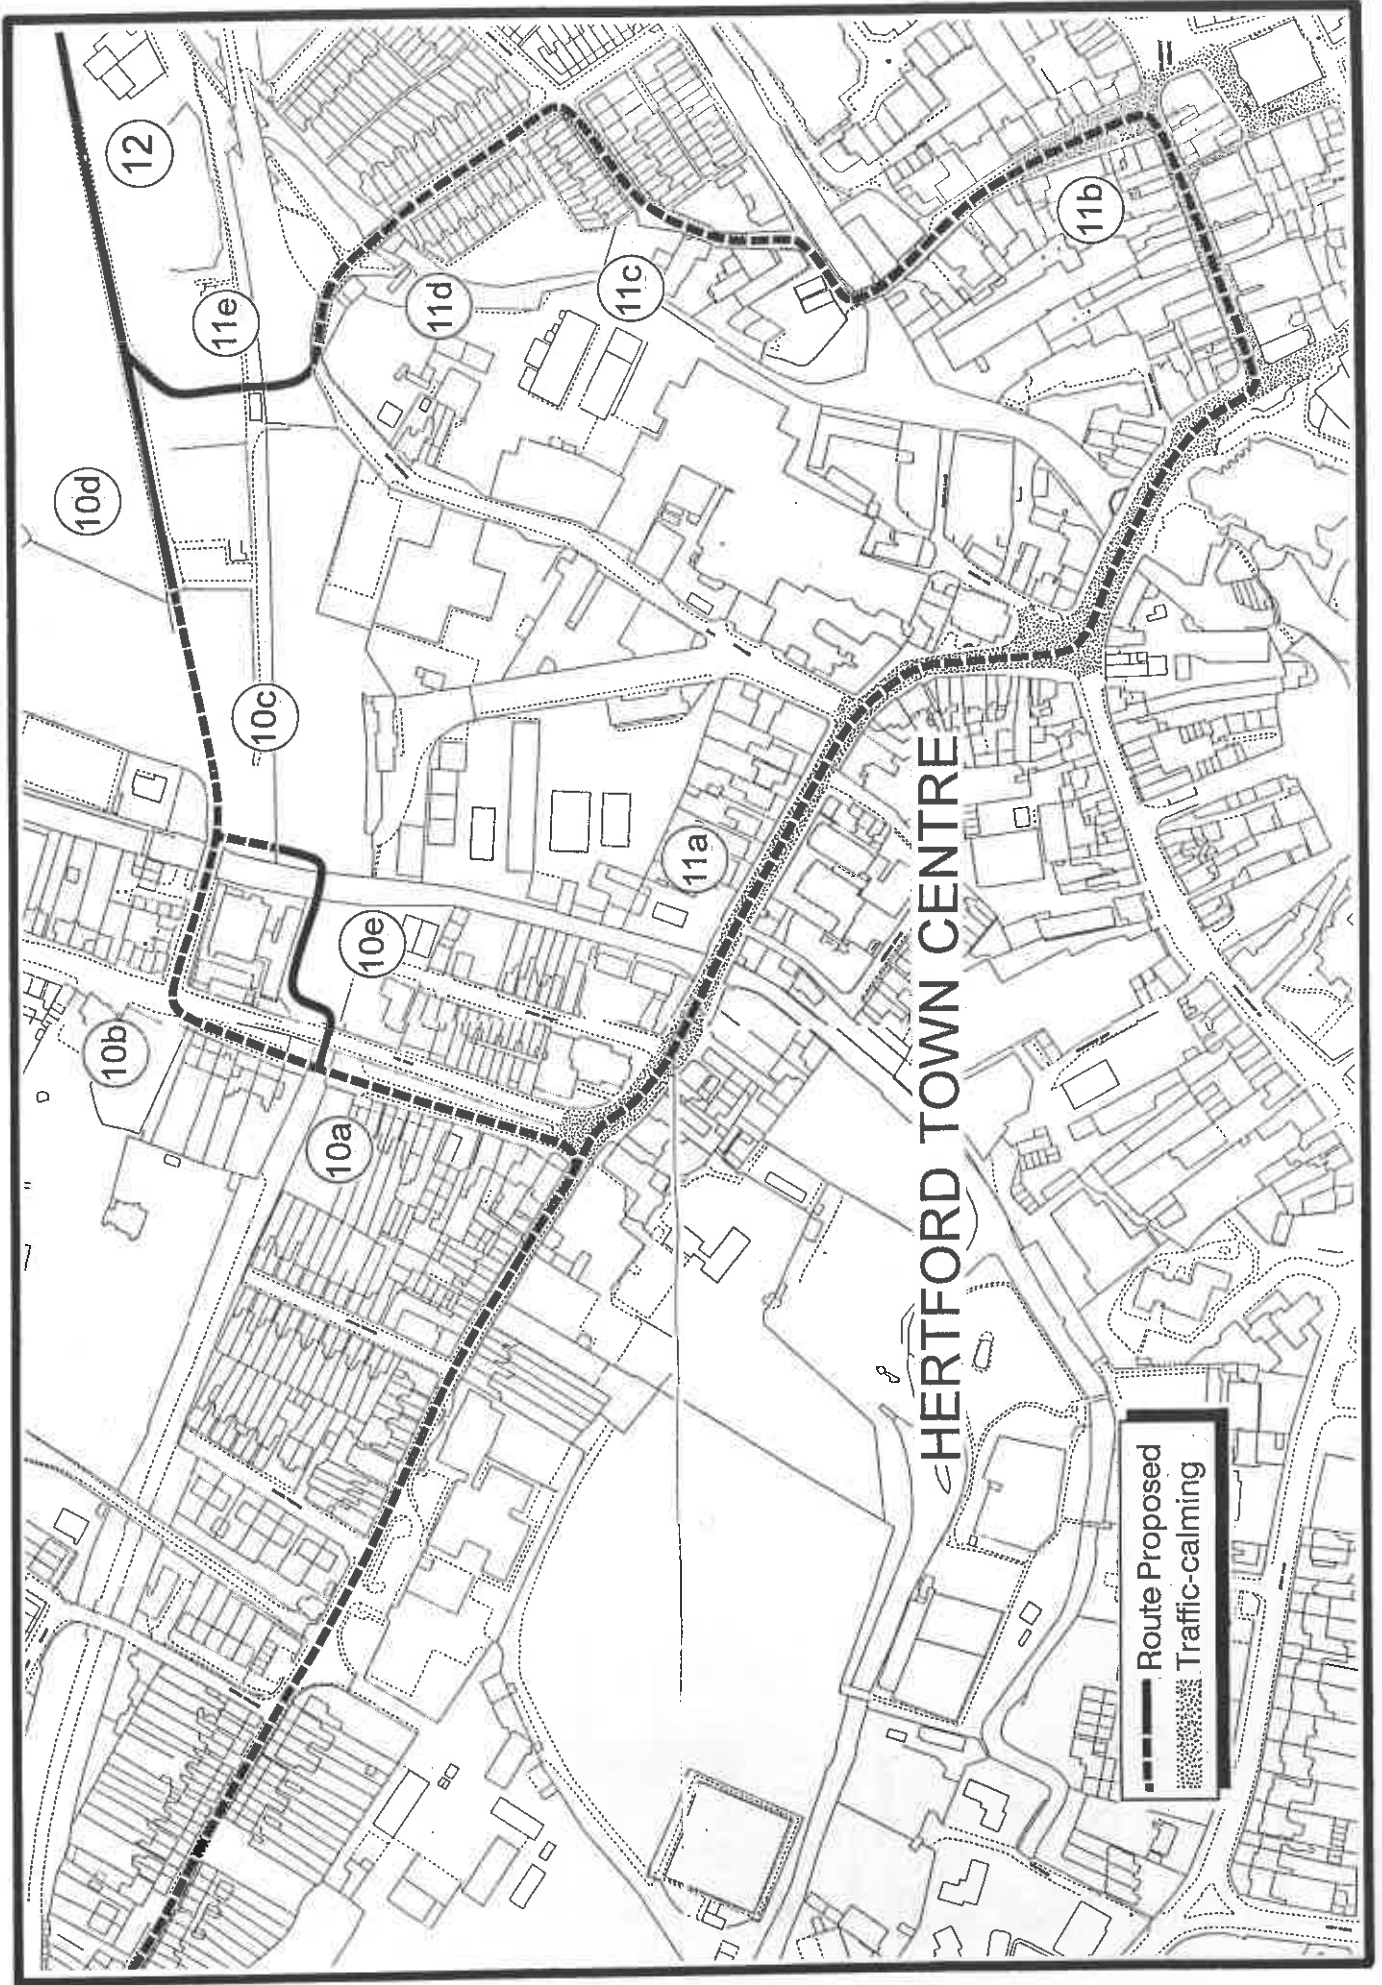 12
11e
11d
11c
11b
10d
10c
10e
11a
10b
10a
HERTFORD TOWN CENTRE
Route Proposed
Traffic-calming